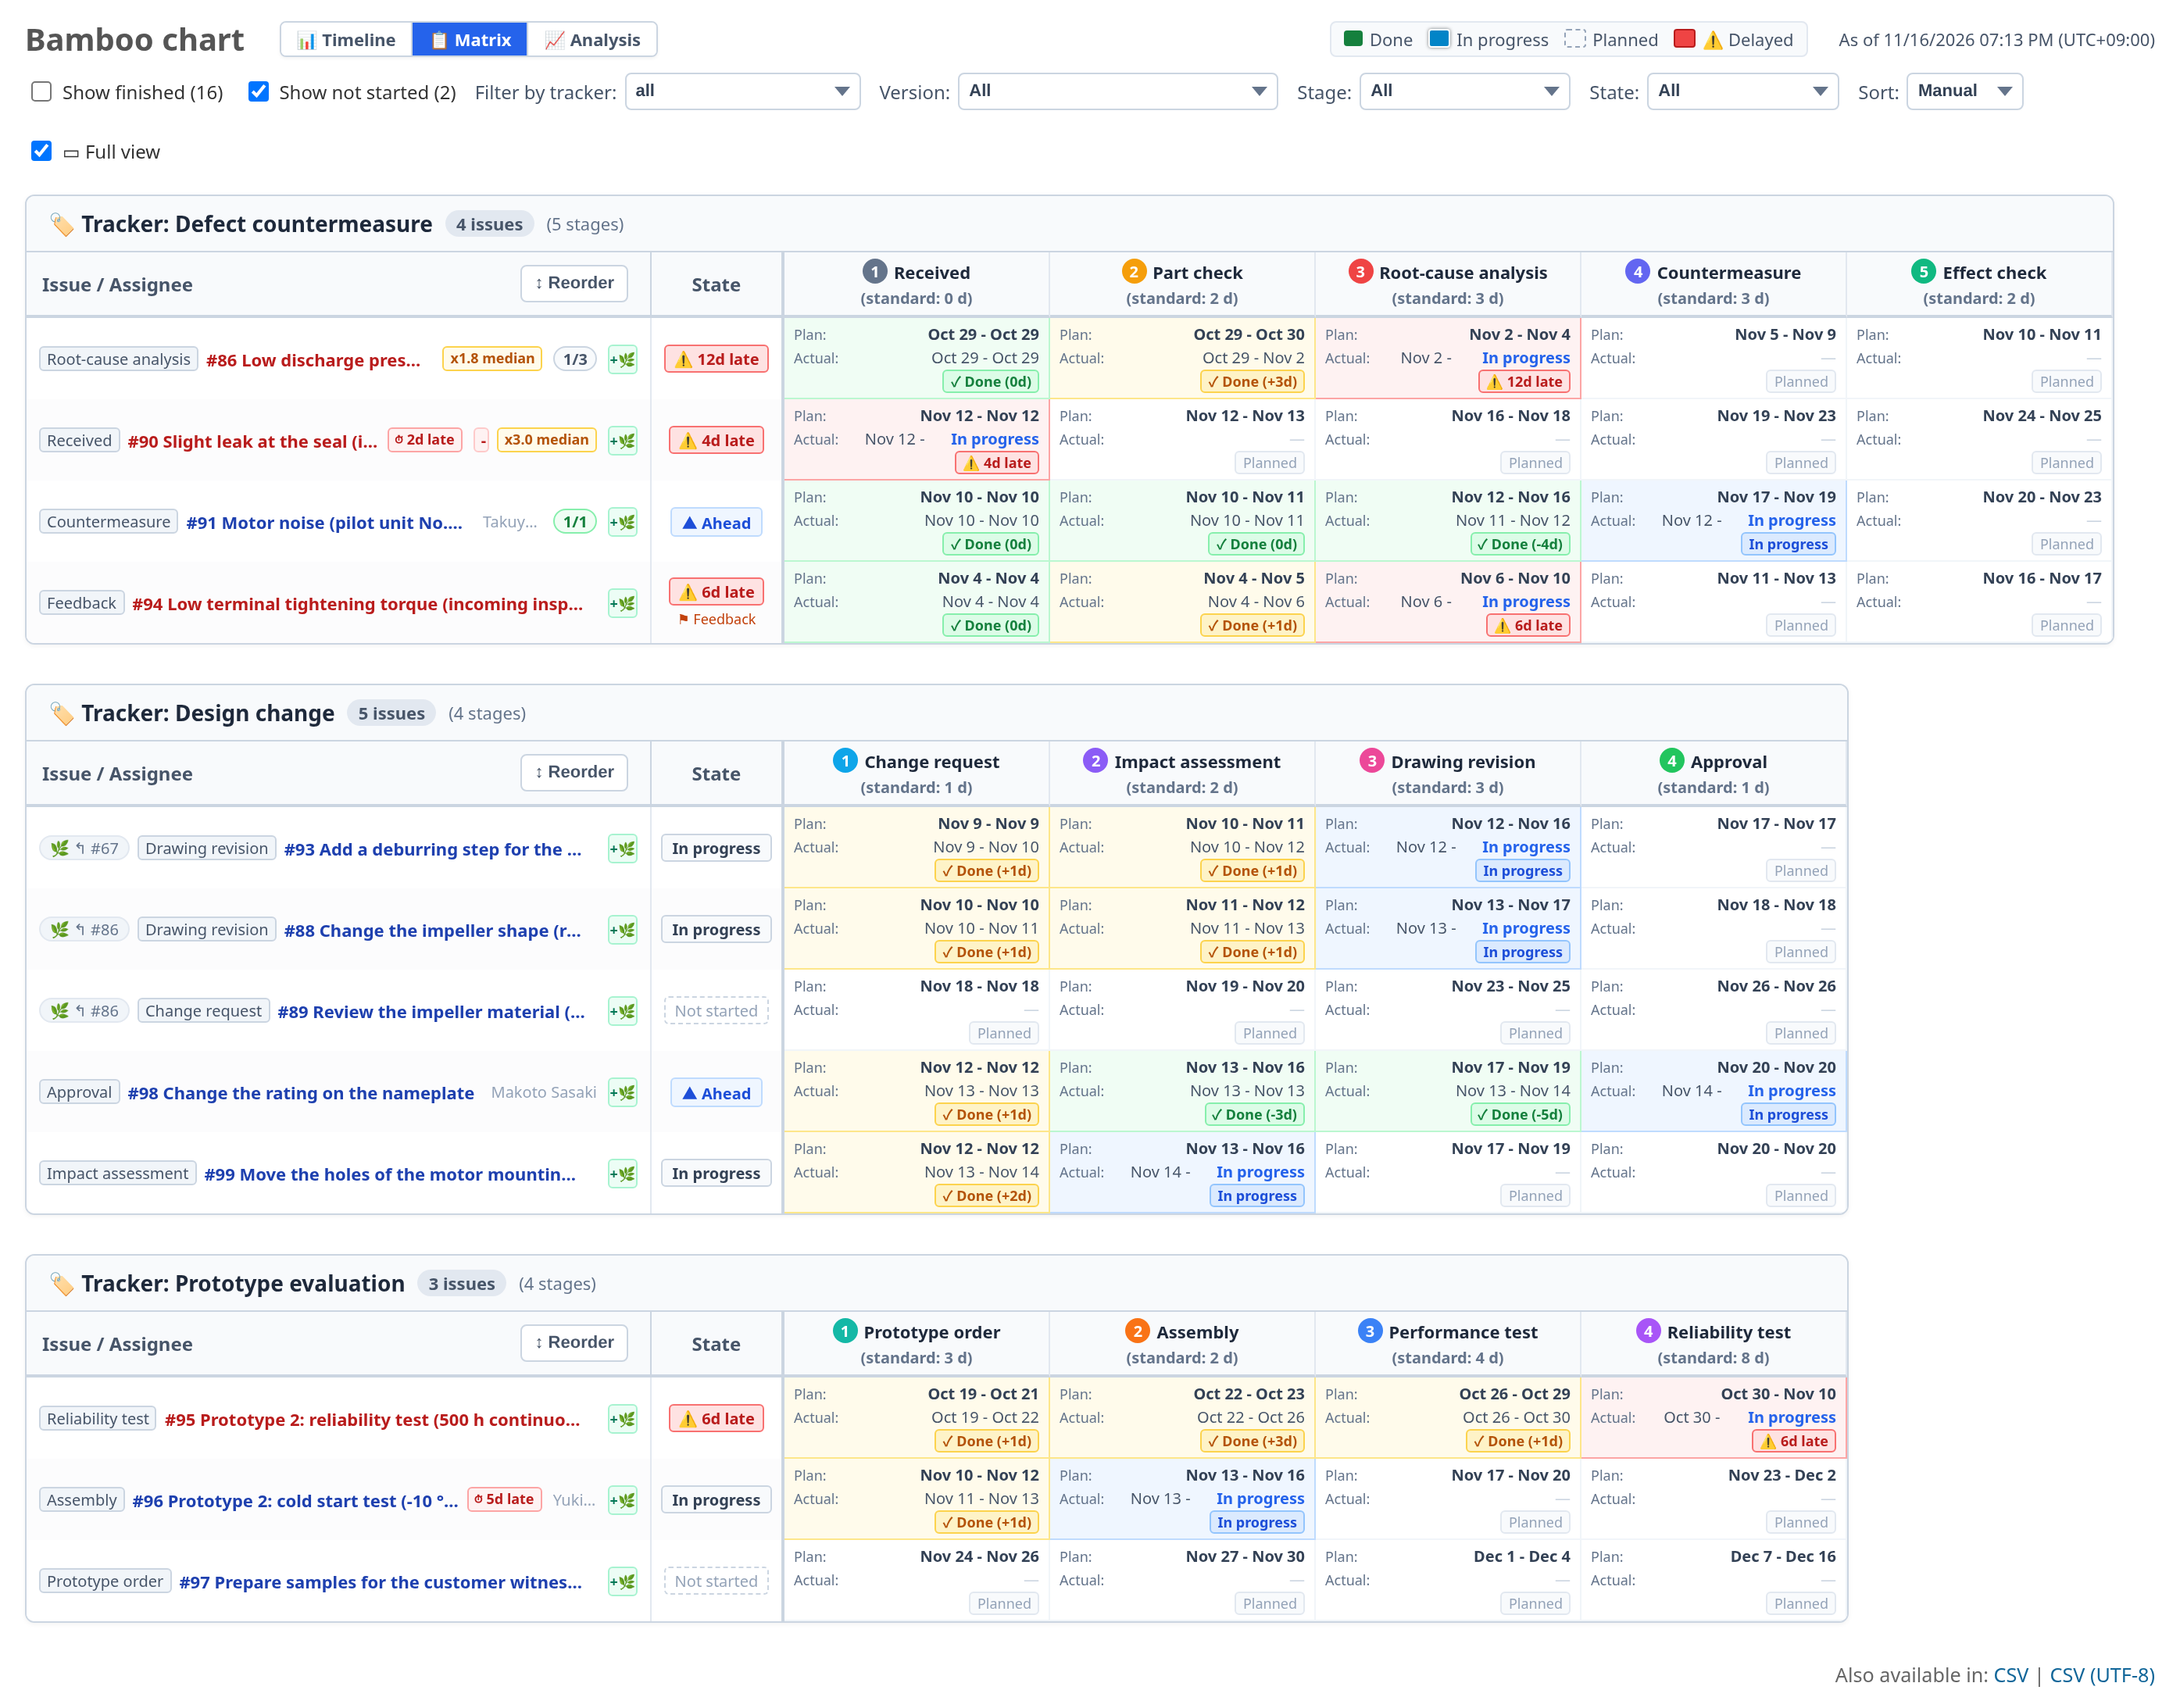 Bamboo chart
📊 Timeline 📋 Matrix 📈 Analysis
Done In progress Planned ⚠️ Delayed
As of 11/16/2026 07:13 PM (UTC+09:00)
Show finished (16) Show not started (2) Filter by tracker: all Version: All Stage: All State: All Sort: Manual
Full view
🏷️ Tracker: Defect countermeasure 4 issues (5 stages)
Issue / Assignee ↕ Reorder State 1 Received 2 Part check 3 Root-cause analysis 4 Countermeasure 5 Effect check
(standard: 0 d) (standard: 2 d) (standard: 3 d) (standard: 3 d) (standard: 2 d)
Plan: Oct 29 - Oct 29 Plan: Oct 29 - Oct 30 Plan: Nov 2 - Nov 4 Plan: Nov 5 - Nov 9 Plan: Nov 10 - Nov 11
Root-cause analysis #86 Low discharge pres... x1.8 median 1/3 +🌿 ⚠️ 12d late Actual: Oct 29 - Oct 29 Actual: Oct 29 - Nov 2 Actual: Nov 2 - In progress Actual: — Actual: —
✓ Done (0d) ✓ Done (+3d) ⚠️ 12d late Planned Planned
Plan: Nov 12 - Nov 12 Plan: Nov 12 - Nov 13 Plan: Nov 16 - Nov 18 Plan: Nov 19 - Nov 23 Plan: Nov 24 - Nov 25
Received #90 Slight leak at the seal (i... ⏱ 2d late - x3.0 median +🌿 ⚠️ 4d late Actual: Nov 12 - In progress Actual: — Actual: — Actual: — Actual: —
⚠️ 4d late Planned Planned Planned Planned
Plan: Nov 10 - Nov 10 Plan: Nov 10 - Nov 11 Plan: Nov 12 - Nov 16 Plan: Nov 17 - Nov 19 Plan: Nov 20 - Nov 23
Countermeasure #91 Motor noise (pilot unit No.... Takuy... 1/1 +🌿 ▲ Ahead Actual: Nov 10 - Nov 10 Actual: Nov 10 - Nov 11 Actual: Nov 11 - Nov 12 Actual: Nov 12 - In progress Actual: —
✓ Done (0d) ✓ Done (0d) ✓ Done (-4d) In progress Planned
Plan: Nov 4 - Nov 4 Plan: Nov 4 - Nov 5 Plan: Nov 6 - Nov 10 Plan: Nov 11 - Nov 13 Plan: Nov 16 - Nov 17
Feedback #94 Low terminal tightening torque (incoming insp... +🌿 ⚠️ 6d late Actual: Nov 4 - Nov 4 Actual: Nov 4 - Nov 6 Actual: Nov 6 - In progress Actual: — Actual: —
⚑ Feedback ✓ Done (0d) ✓ Done (+1d) ⚠️ 6d late Planned Planned
🏷️ Tracker: Design change 5 issues (4 stages)
Issue / Assignee ↕ Reorder State 1 Change request 2 Impact assessment 3 Drawing revision 4 Approval
(standard: 1 d) (standard: 2 d) (standard: 3 d) (standard: 1 d)
Plan: Nov 9 - Nov 9 Plan: Nov 10 - Nov 11 Plan: Nov 12 - Nov 16 Plan: Nov 17 - Nov 17
🌿 ↰ #67 Drawing revision #93 Add a deburring step for the ... +🌿 In progress Actual: Nov 9 - Nov 10 Actual: Nov 10 - Nov 12 Actual: Nov 12 - In progress Actual: —
✓ Done (+1d) ✓ Done (+1d) In progress Planned
Plan: Nov 10 - Nov 10 Plan: Nov 11 - Nov 12 Plan: Nov 13 - Nov 17 Plan: Nov 18 - Nov 18
🌿 ↰ #86 Drawing revision #88 Change the impeller shape (r... +🌿 In progress Actual: Nov 10 - Nov 11 Actual: Nov 11 - Nov 13 Actual: Nov 13 - In progress Actual: —
✓ Done (+1d) ✓ Done (+1d) In progress Planned
Plan: Nov 18 - Nov 18 Plan: Nov 19 - Nov 20 Plan: Nov 23 - Nov 25 Plan: Nov 26 - Nov 26
🌿 ↰ #86 Change request #89 Review the impeller material (... +🌿 Not started Actual: — Actual: — Actual: — Actual: —
Planned Planned Planned Planned
Plan: Nov 12 - Nov 12 Plan: Nov 13 - Nov 16 Plan: Nov 17 - Nov 19 Plan: Nov 20 - Nov 20
Approval #98 Change the rating on the nameplate Makoto Sasaki +🌿 ▲ Ahead Actual: Nov 13 - Nov 13 Actual: Nov 13 - Nov 13 Actual: Nov 13 - Nov 14 Actual: Nov 14 - In progress
✓ Done (+1d) ✓ Done (-3d) ✓ Done (-5d) In progress
Plan: Nov 12 - Nov 12 Plan: Nov 13 - Nov 16 Plan: Nov 17 - Nov 19 Plan: Nov 20 - Nov 20
Impact assessment #99 Move the holes of the motor mountin... +🌿 In progress Actual: Nov 13 - Nov 14 Actual: Nov 14 - In progress Actual: — Actual: —
✓ Done (+2d) In progress Planned Planned
🏷️ Tracker: Prototype evaluation 3 issues (4 stages)
Issue / Assignee ↕ Reorder State 1 Prototype order 2 Assembly 3 Performance test 4 Reliability test
(standard: 3 d) (standard: 2 d) (standard: 4 d) (standard: 8 d)
Plan: Oct 19 - Oct 21 Plan: Oct 22 - Oct 23 Plan: Oct 26 - Oct 29 Plan: Oct 30 - Nov 10
Reliability test #95 Prototype 2: reliability test (500 h continuo... +🌿 ⚠️ 6d late Actual: Oct 19 - Oct 22 Actual: Oct 22 - Oct 26 Actual: Oct 26 - Oct 30 Actual: Oct 30 - In progress
✓ Done (+1d) ✓ Done (+3d) ✓ Done (+1d) ⚠️ 6d late
Plan: Nov 10 - Nov 12 Plan: Nov 13 - Nov 16 Plan: Nov 17 - Nov 20 Plan: Nov 23 - Dec 2
Assembly #96 Prototype 2: cold start test (-10 °... ⏱ 5d late Yuki... +🌿 In progress Actual: Nov 11 - Nov 13 Actual: Nov 13 - In progress Actual: — Actual: —
✓ Done (+1d) In progress Planned Planned
Plan: Nov 24 - Nov 26 Plan: Nov 27 - Nov 30 Plan: Dec 1 - Dec 4 Plan: Dec 7 - Dec 16
Prototype order #97 Prepare samples for the customer witnes... +🌿 Not started Actual: — Actual: — Actual: — Actual: —
Planned Planned Planned Planned
Also available in: CSV | CSV (UTF-8)